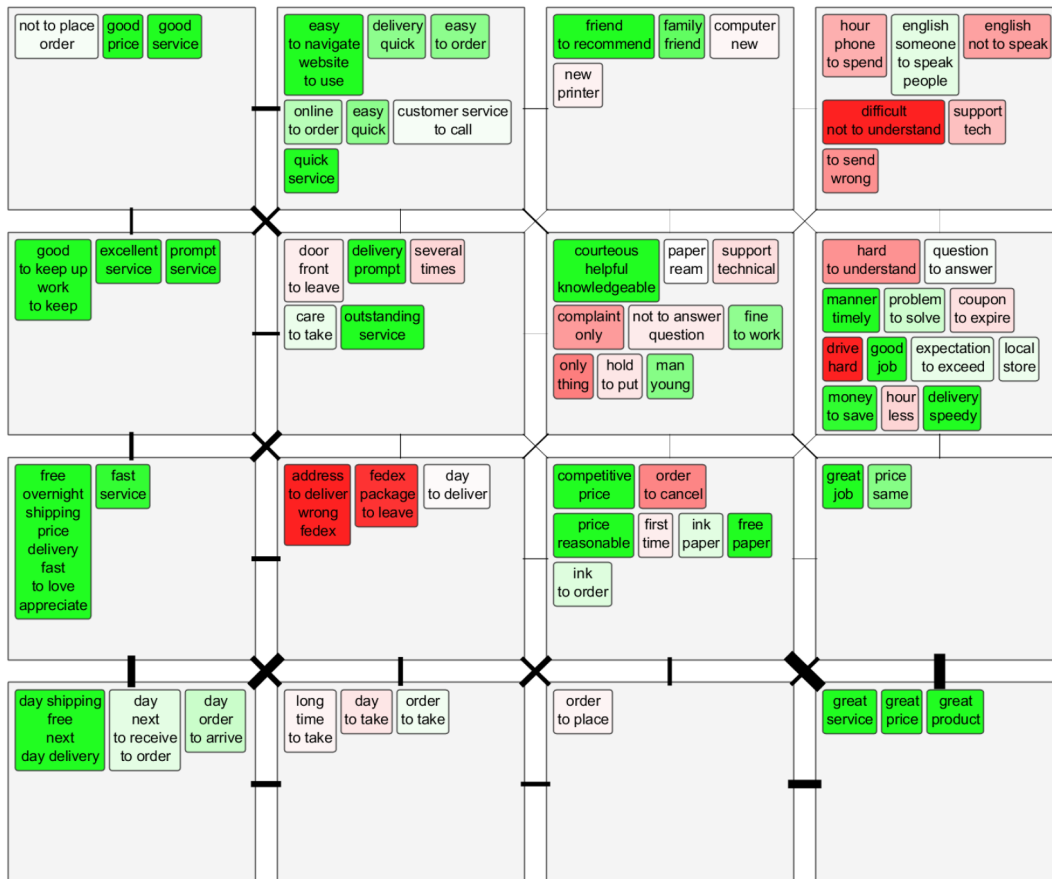 not to place
order
good
price
good
service
easy
to navigate
website
to use
delivery
quick
easy
to order
online
to order
easy
quick
customer service
to call
quick
service
friend
to recommend
family
friend
computer
new
new
printer
hour
phone
to spend
english
someone
to speak
people
english
not to speak
difficult
not to understand
support
tech
to send
wrong
good
to keep up
work
to keep
excellent
service
prompt
service
door
front
to leave
delivery
prompt
several
times
care
to take
outstanding
service
courteous
helpful
knowledgeable
paper
ream
support
technical
complaint
only
not to answer
question
fine
to work
only
thing
hold
to put
man
young
hard
to understand
question
to answer
manner
timely
problem
to solve
coupon
to expire
drive
hard
good
job
expectation
to exceed
local
store
money
to save
hour
less
delivery
speedy
free
overnight
shipping
price
delivery
fast
to love
appreciate
fast
service
address
to deliver
wrong
fedex
fedex
package
to leave
day
to deliver
competitive
price
order
to cancel
price
reasonable
first
time
ink
paper
free
paper
ink
to order
great
job
price
same
day shipping
free
next
day delivery
day
next
to receive
to order
day
order
to arrive
long
time
to take
day
to take
order
to take
order
to place
great
service
great
price
great
product